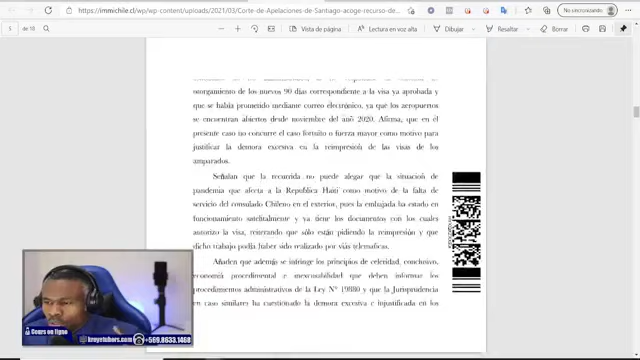 https://immichile.cl/wp/wp-content/uploads/2021/03/Corte-de-Apelaciones-de-Santiago-acoge-recurso-de...
No sincronizando
5 de 10
Vista de página
Lectura en voz alta
Dibujar
Resaltar
Borrar
otorgamiento de los nuevos 90 días correspondiente a la visa ya aprobada y
que se había prometido mediante correo electrónico, ya que los aeropuertos
se encuentran abiertos desde noviembre del año 2020. Afirma, que en el
presente caso no concurre el caso fortuito o fuerza mayor como motivo para
justificar la demora excesiva en la reimpresión de las visas de los
amparados.
Señalan que la recurrida no puede alegar que la situación de
pandemia que afecta a la República Haití como motivo de la falta de
servicio del consulado Chileno en el exterior, pues la embajada ha estado en
funcionamiento y ya tiene los documentos con los cuales
autorizo la visa, reiterando que sólo están pidiendo la reimpresión y que
dicho trabajo podía haber sido realizado por vías telemáticas.
Añaden que además se infringe los principios de celeridad, conclusivo,
economía procedimental e inexcusabilidad que deben informar los
procedimientos administrativos de la Ley N° 19880 y que la Jurisprudencia
en caso similares ha cuestionado la demora excesiva e injustificada en los
Cours en ligne
kreyolubers.com
+569.8633.1468